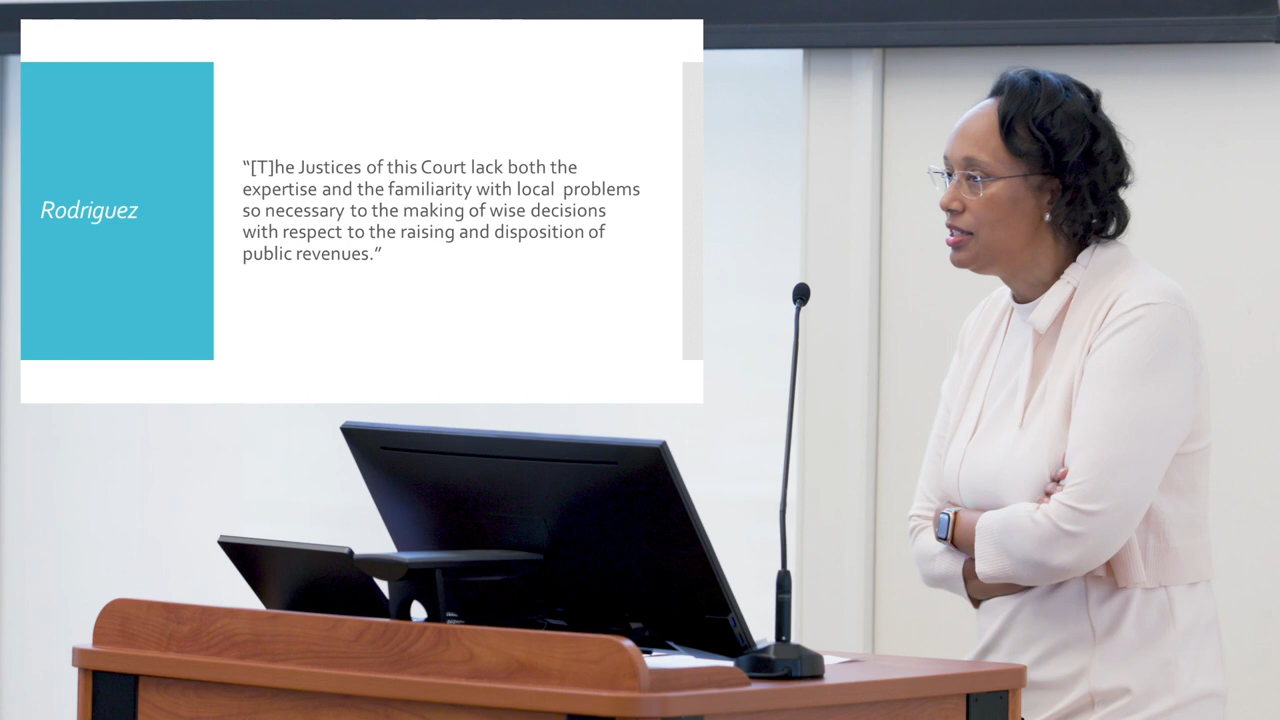 Rodriguez
“[T]he Justices of this Court lack both the
expertise and the familiarity with local problems
so necessary to the making of wise decisions
with respect to the raising and disposition of
public revenues.”